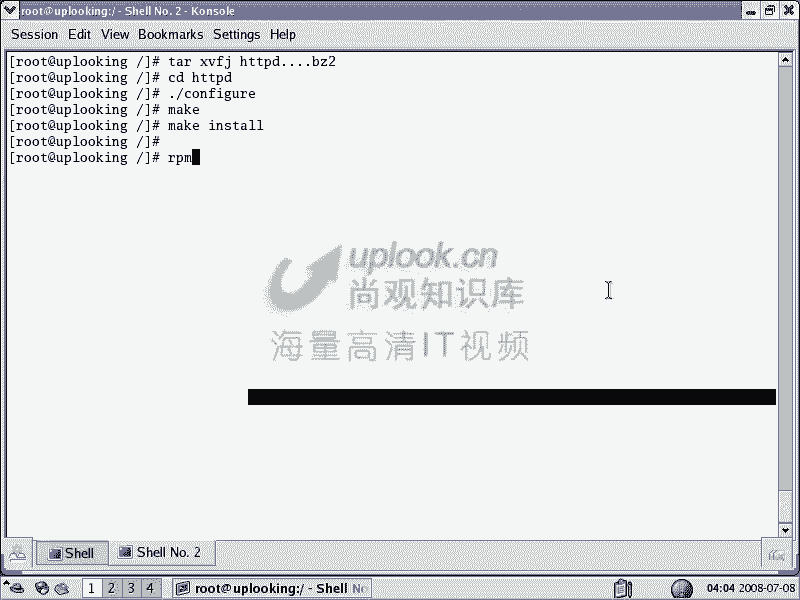 root@uplooking:/ - Shell No. 2 - Konsole
Session Edit View Bookmarks Settings Help
[root@uplooking /]# tar xvfj httpd....bz2
[root@uplooking /]# cd httpd
[root@uplooking /]# ./configure
[root@uplooking /]# make
[root@uplooking /]# make install
[root@uplooking /]#
[root@uplooking /]# rpm
uplook.cn
尚观知识库
海量高清IT视频
Shell Shell No. 2
1 2 3 4 root@uplooking:/ - Shell No 04:04 2008-07-08